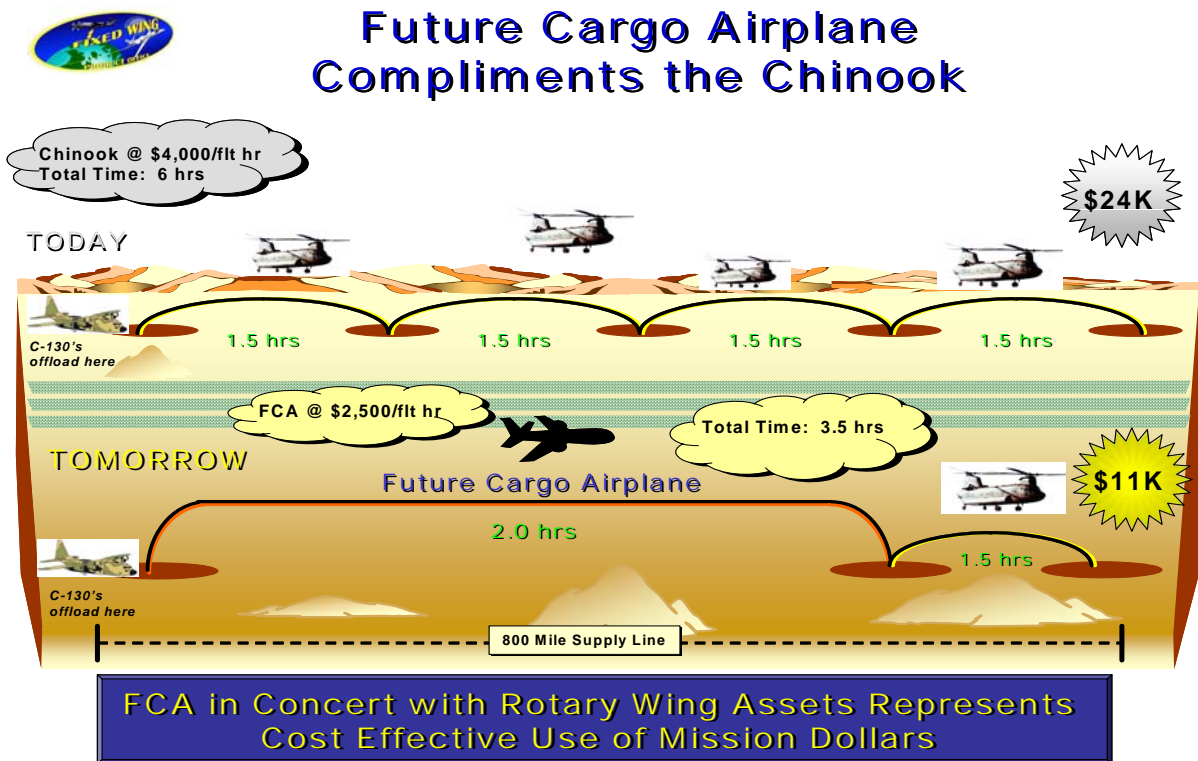 FIXED WING
Future Cargo Airplane
Compliments the Chinook
Chinook @ $4,000/flt hr
Total Time: 6 hrs
$24K
TODAY
C-130's
offload here
1.5 hrs
1.5 hrs
1.5 hrs
1.5 hrs
FCA @ $2,500/flt hr
Total Time: 3.5 hrs
TOMORROW
$11K
Future Cargo Airplane
2.0 hrs
1.5 hrs
C-130's
offload here
800 Mile Supply Line
FCA in Concert with Rotary Wing Assets Represents
Cost Effective Use of Mission Dollars